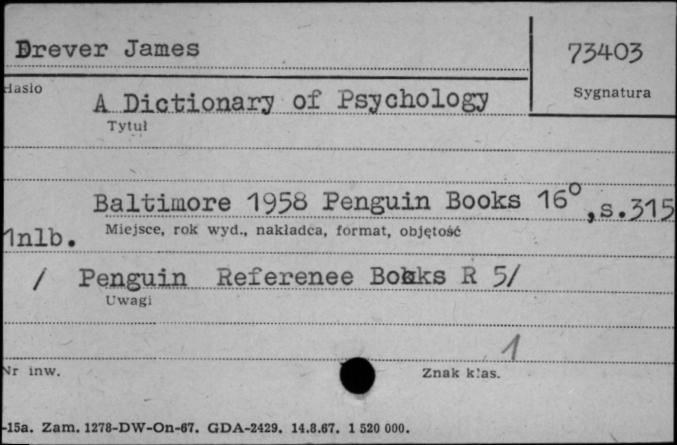 Drever James
73403
Hasło
Sygnatura
A Dictionary of Psychology
Tytuł
Baltimore 1958 Penguin Books 16°, s.315
Miejsce, rok wyd., nakładca, format, objętość
1nlb.
/ Penguin Referenee Books R 5/
Uwagi
1
Nr inw.
Znak klas.
-15a. Zam. 1278-DW-On-67. GDA-2429. 14.8.67. 1 520 000.